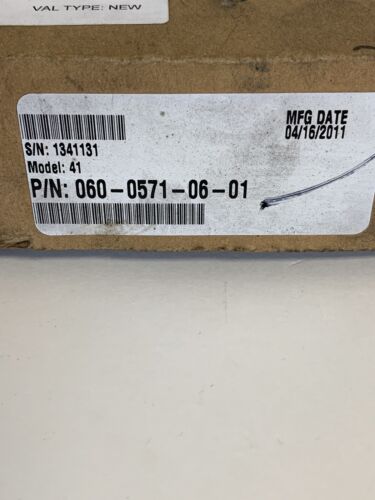 VAL TYPE: NEW
MFG DATE
04/16/2011
S/N: 1341131
Model: 41
P/N: 060-0571-06-01